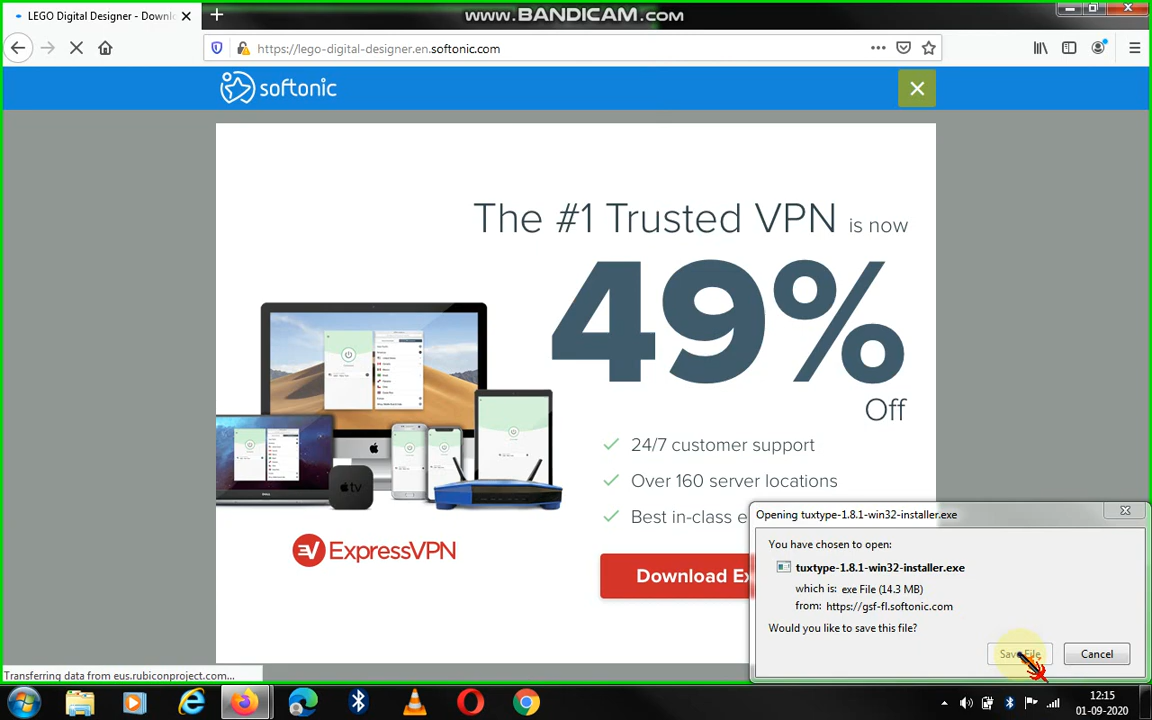 LEGO Digital Designer - Downlo
www.BANDICAM.com
https://lego-digital-designer.en.softonic.com
softonic
The #1 Trusted VPN is now
49%
Off
24/7 customer support
Over 160 server locations
Best in-class e
ExpressVPN
Download Ex
tv
Opening tuxtype-1.8.1-win32-installer.exe
You have chosen to open:
tuxtype-1.8.1-win32-installer.exe
which is: exe File (14.3 MB)
from: https://gsf-fl.softonic.com
Would you like to save this file?
Save File
Cancel
Transferring data from eus.rubiconproject.com...
12:15
01-09-2020